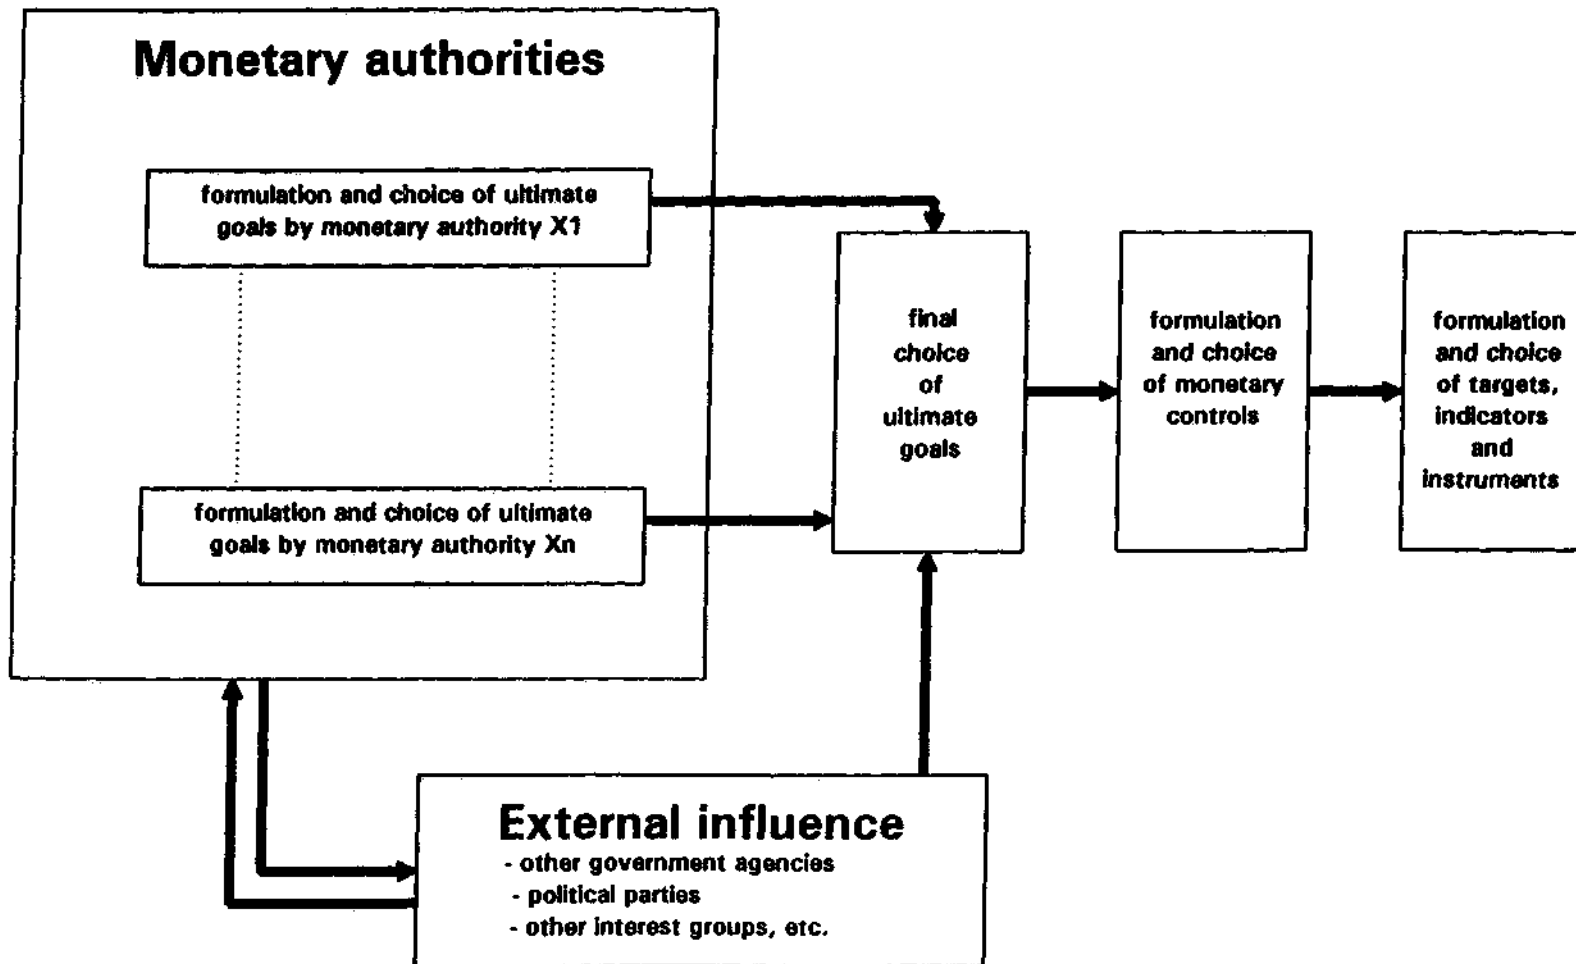 Monetary authorities
formulation and choice of ultimate
goals by monetary authority X1
formulation and choice of ultimate
goals by monetary authority Xn
final
choice
of
ultimate
goals
formulation
and choice
of monetary
controls
formulation
and choice
of targets,
indicators
and
instruments
External influence
- other government agencies
- political parties
- other interest groups, etc.